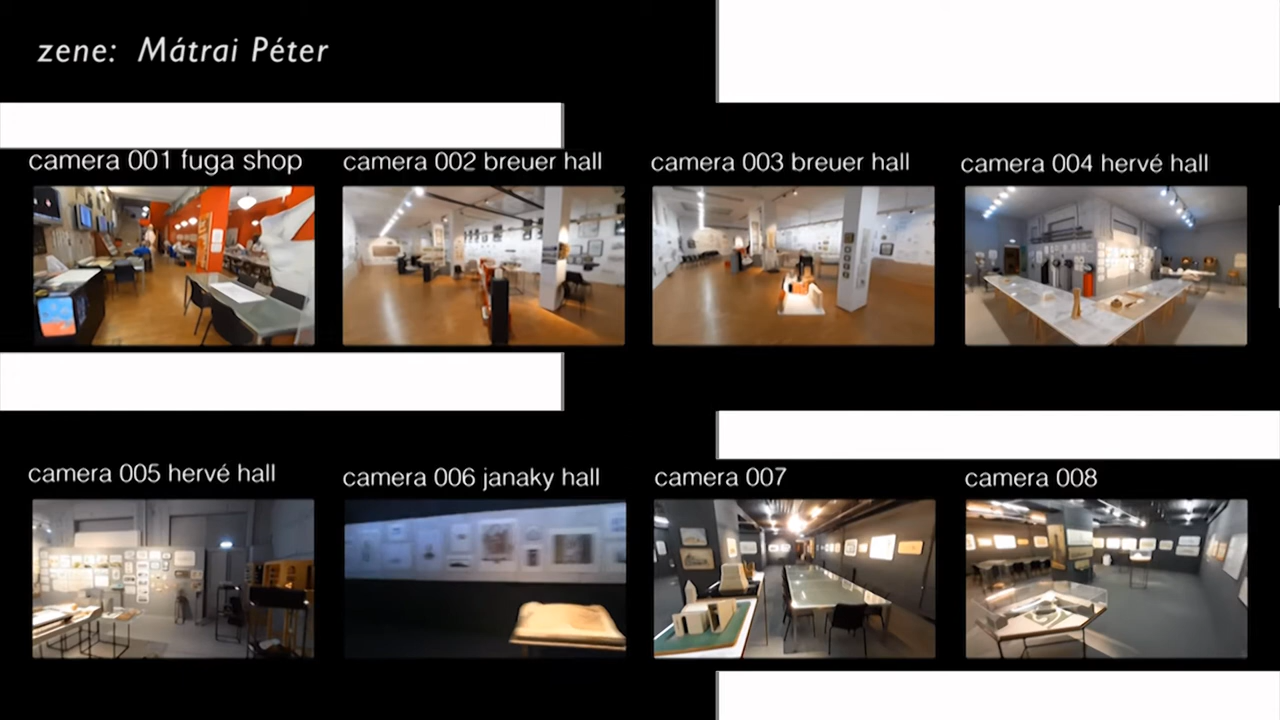 zene: Mátrai Péter
camera 001 fuga shop
camera 002 breuer hall
camera 003 breuer hall
camera 004 hervé hall
camera 005 hervé hall
camera 006 janaky hall
camera 007
camera 008